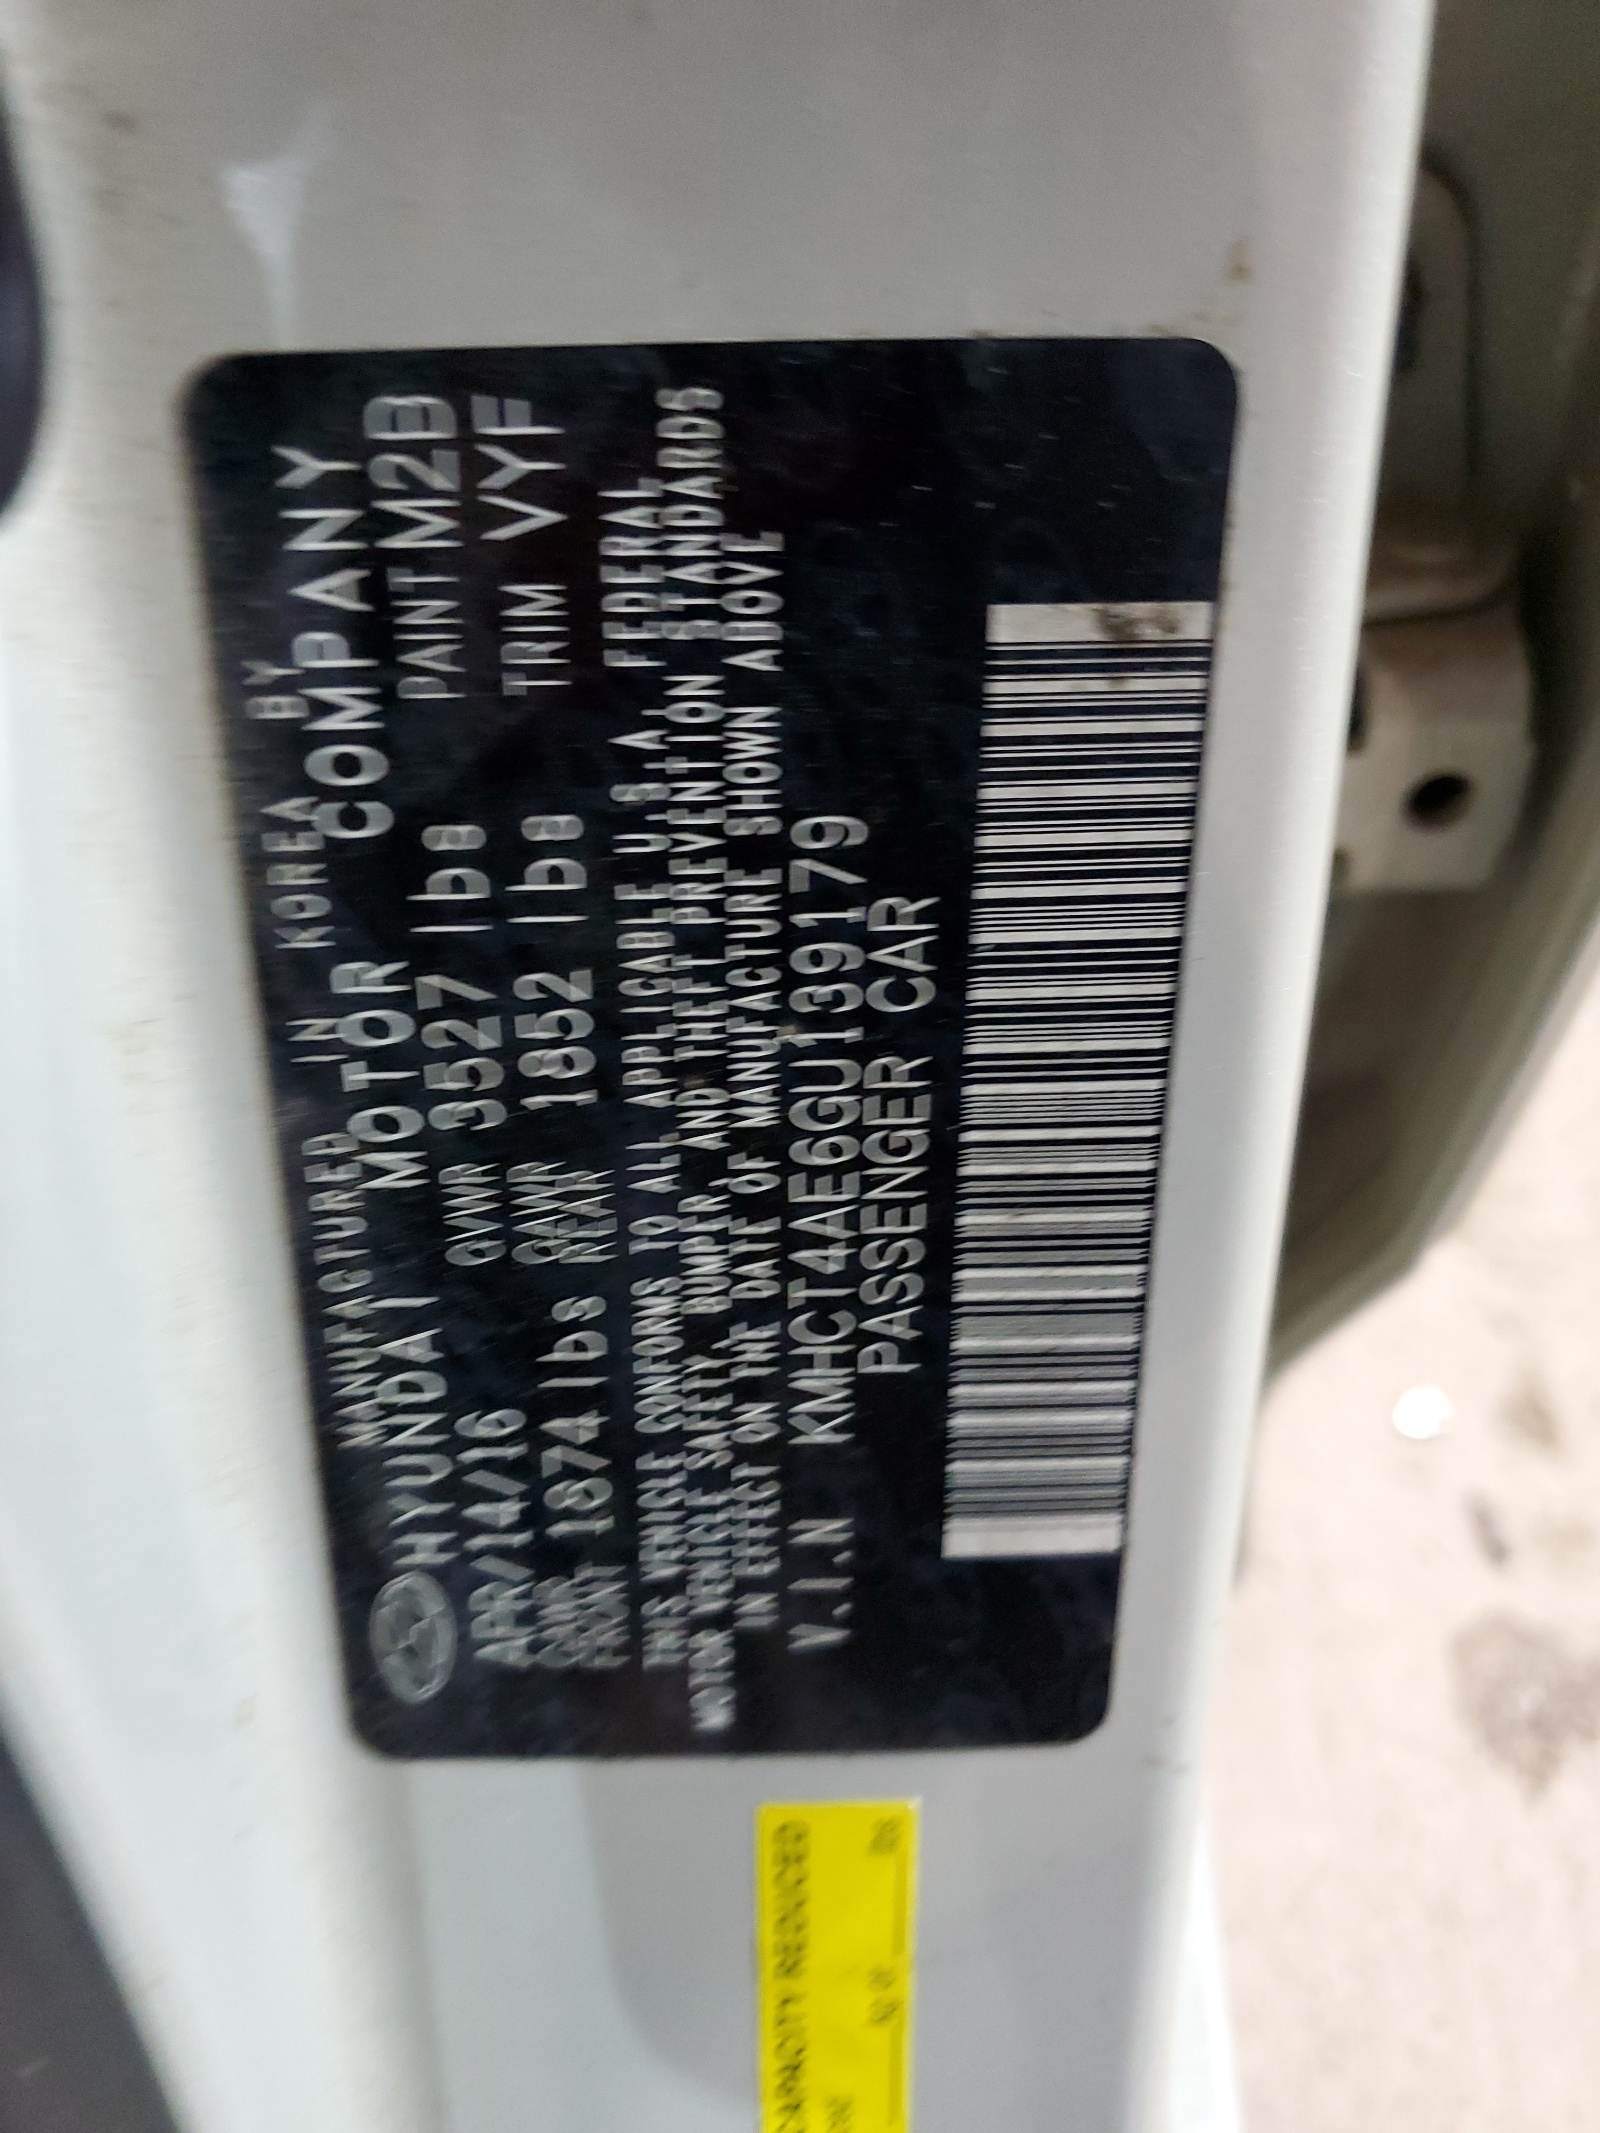 MANUFACTURED IN KOREA BY
HYUNDAI MOTOR COMPANY
APR/14/16 GVWR 3527 lbs PAINT M2B
GAWR FRONT 1874 lbs GAWR REAR 1852 lbs TRIM VYF
THIS VEHICLE CONFORMS TO ALL APPLICABLE U.S.A. FEDERAL
MOTOR VEHICLE SAFETY, BUMPER, AND THEFT PREVENTION STANDARDS
IN EFFECT ON THE DATE OF MANUFACTURE SHOWN ABOVE
V.I.N KMHCT4AE6GU139179
PASSENGER CAR
CAPACITY REDUCED